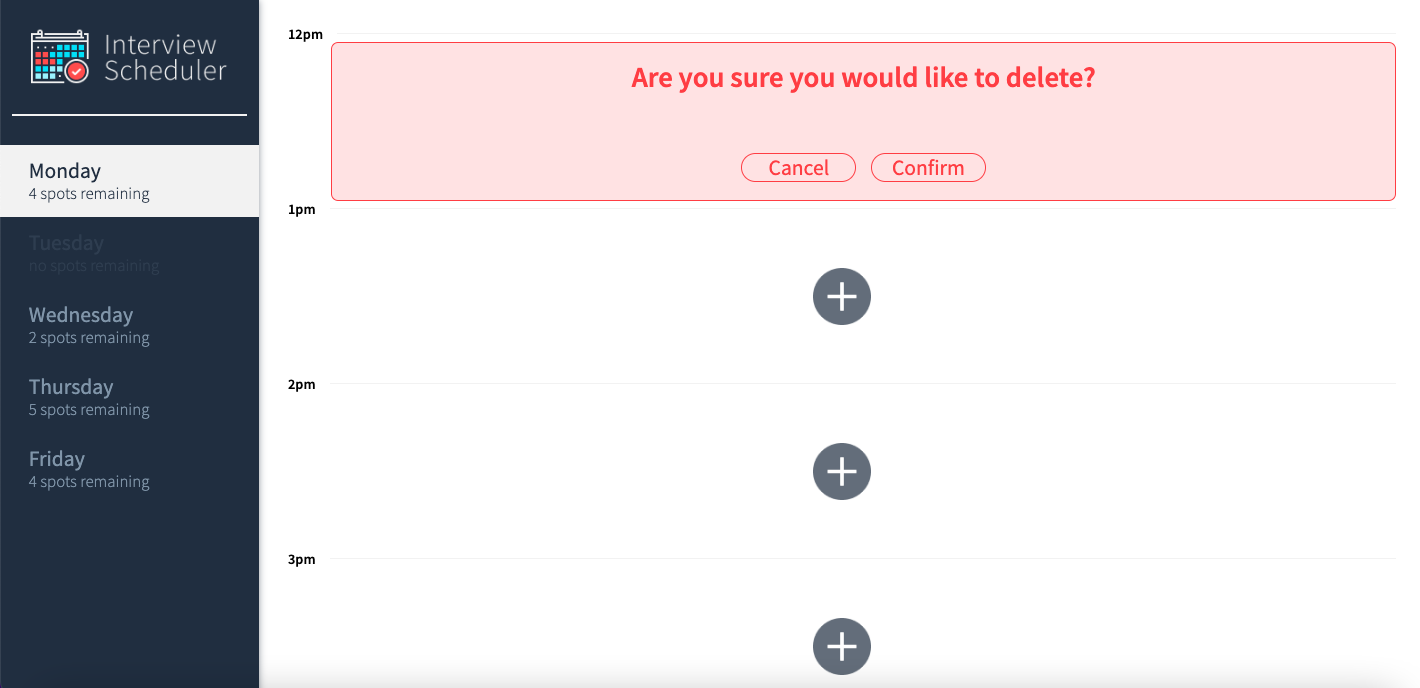 Interview
Scheduler
Monday
4 spots remaining
Tuesday
no spots remaining
Wednesday
2 spots remaining
Thursday
5 spots remaining
Friday
4 spots remaining
12pm
Are you sure you would like to delete?
Cancel Confirm
1pm
2pm
3pm